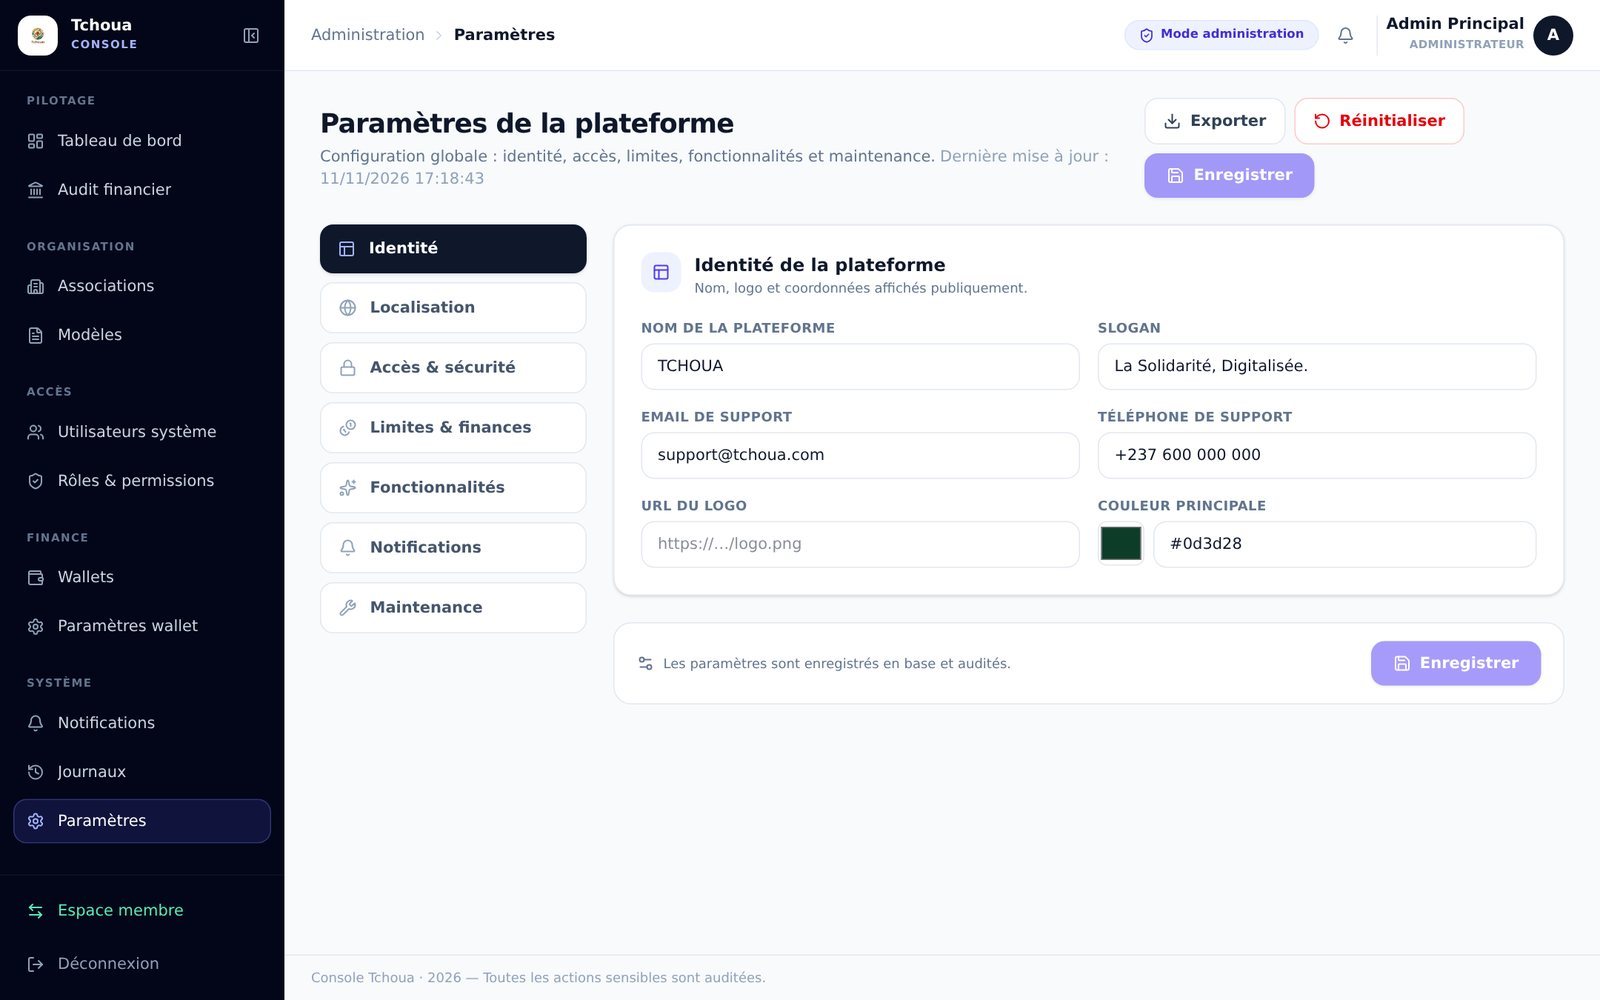 Tchoua
CONSOLE
PILOTAGE
Tableau de bord
Audit financier
ORGANISATION
Associations
Modèles
ACCÈS
Utilisateurs système
Rôles & permissions
FINANCE
Wallets
Paramètres wallet
SYSTÈME
Notifications
Journaux
Paramètres
Espace membre
Déconnexion
Administration > Paramètres
Mode administration
Admin Principal
ADMINISTRATEUR
A
Paramètres de la plateforme
Configuration globale : identité, accès, limites, fonctionnalités et maintenance. Dernière mise à jour :
11/11/2026 17:18:43
Exporter
Réinitialiser
Enregistrer
Identité
Localisation
Accès & sécurité
Limites & finances
Fonctionnalités
Notifications
Maintenance
Identité de la plateforme
Nom, logo et coordonnées affichés publiquement.
NOM DE LA PLATEFORME
TCHOUA
SLOGAN
La Solidarité, Digitalisée.
EMAIL DE SUPPORT
support@tchoua.com
TÉLÉPHONE DE SUPPORT
+237 600 000 000
URL DU LOGO
https://.../logo.png
COULEUR PRINCIPALE
#0d3d28
Les paramètres sont enregistrés en base et audités.
Enregistrer
Console Tchoua · 2026 — Toutes les actions sensibles sont auditées.